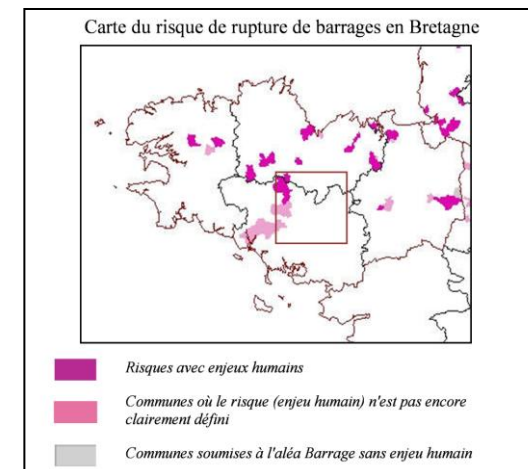 Carte du risque de rupture de barrages en Bretagne
Risques avec enjeux humains
Communes où le risque (enjeu humain) n'est pas encore
clairement défini
Communes soumises à l'aléa Barrage sans enjeu humain